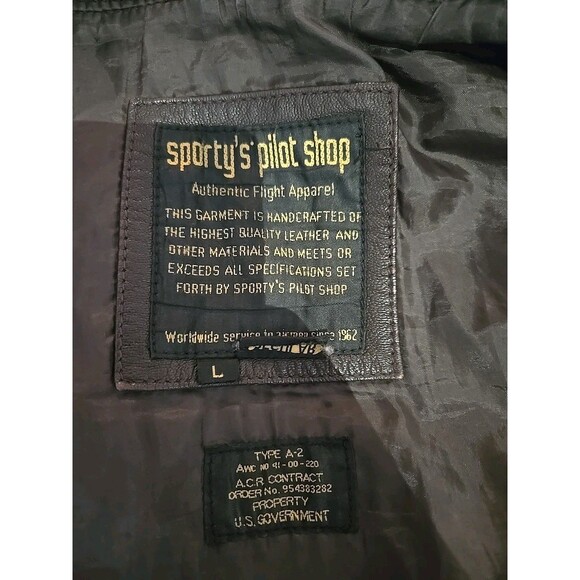 sporty's pilot shop
Authentic Flight Apparel
THIS GARMENT IS HANDCRAFTED OF
THE HIGHEST QUALITY LEATHER AND
OTHER MATERIALS AND MEETS OR
EXCEEDS ALL SPECIFICATIONS SET
FORTH BY SPORTY'S PILOT SHOP
Worldwide service to airmen since 1962
L
TYPE A-2
AWC NO 41-00-220
A.C.R CONTRACT
ORDER No. 954383282
PROPERTY
U.S. GOVERNMENT